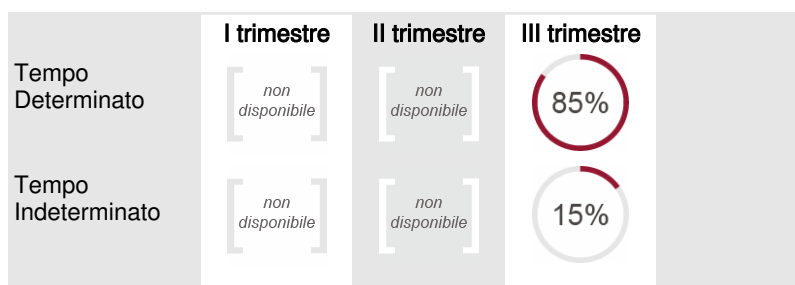 I trimestre II trimestre III trimestre
Tempo
Determinato
non
disponibile
non
disponibile
85%
Tempo
Indeterminato
non
disponibile
non
disponibile
15%